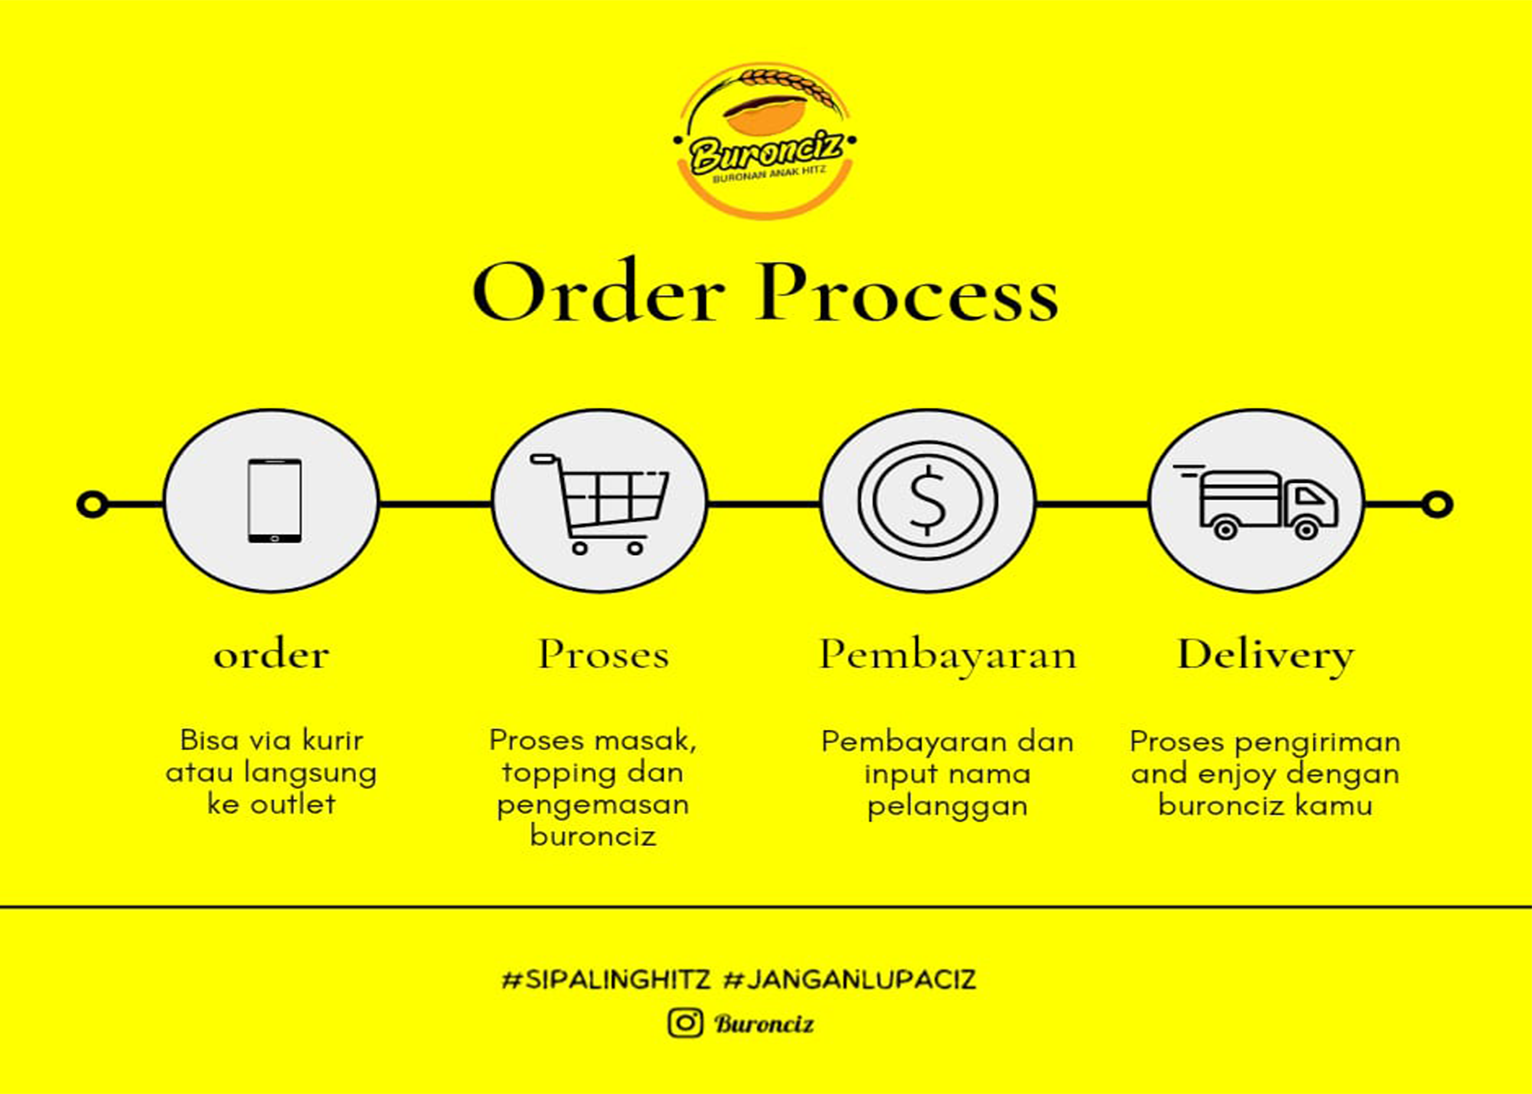 Buronciz
BURONAN ANAK HITZ
Order Process
order
Bisa via kurir
atau langsung
ke outlet
Proses
Proses masak,
topping dan
pengemasan
buronciz
Pembayaran
Pembayaran dan
input nama
pelanggan
Delivery
Proses pengiriman
and enjoy dengan
buronciz kamu
#SIPALINGHITZ #JANGANLUPACIZ
Buronciz